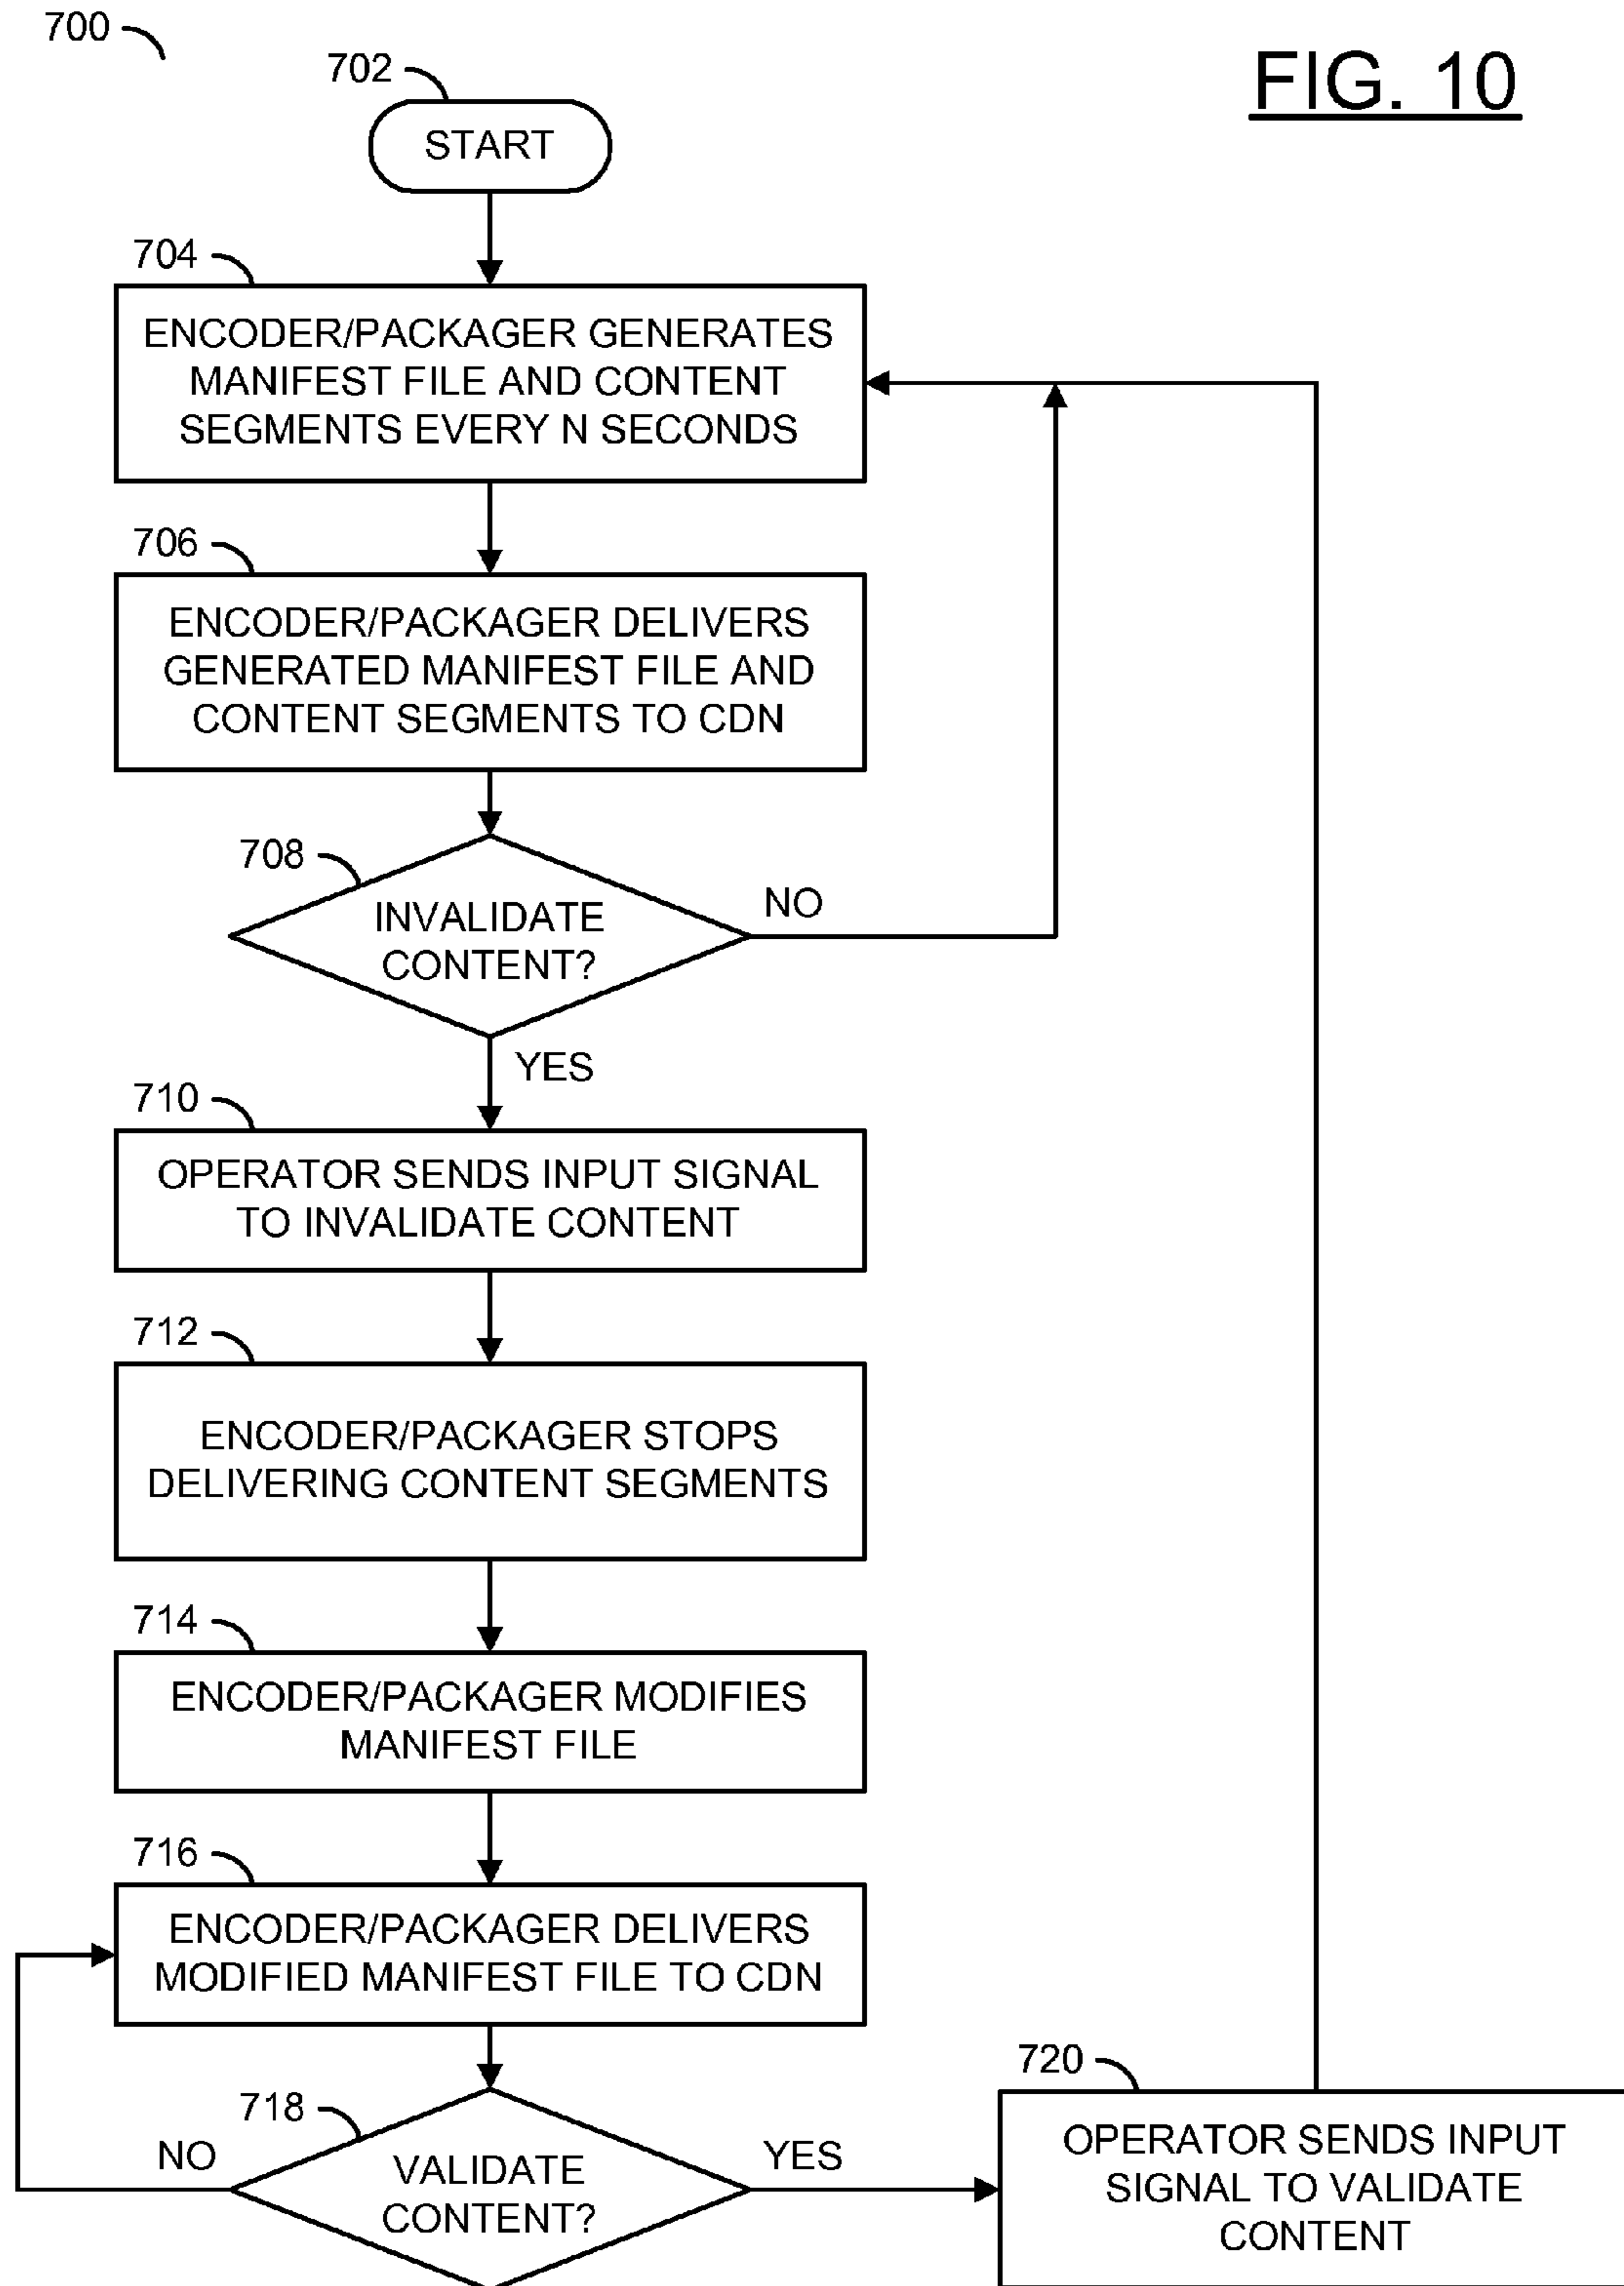 700
FIG. 10
702
START
704
ENCODER/PACKAGER GENERATES
MANIFEST FILE AND CONTENT
SEGMENTS EVERY N SECONDS
706
ENCODER/PACKAGER DELIVERS
GENERATED MANIFEST FILE AND
CONTENT SEGMENTS TO CDN
708
INVALIDATE
CONTENT?
NO
YES
710
OPERATOR SENDS INPUT SIGNAL
TO INVALIDATE CONTENT
712
ENCODER/PACKAGER STOPS
DELIVERING CONTENT SEGMENTS
714
ENCODER/PACKAGER MODIFIES
MANIFEST FILE
716
ENCODER/PACKAGER DELIVERS
MODIFIED MANIFEST FILE TO CDN
718
NO
VALIDATE
CONTENT?
YES
720
OPERATOR SENDS INPUT
SIGNAL TO VALIDATE
CONTENT